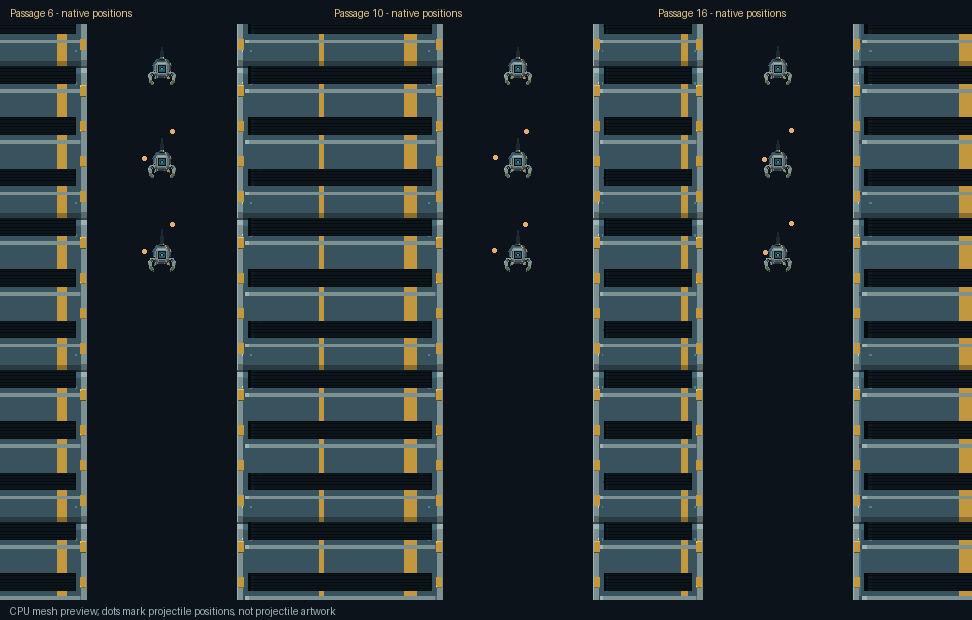 Passage 6 - native positions
Passage 10 - native positions
Passage 16 - native positions
CPU mesh preview; dots mark projectile positions, not projectile artwork